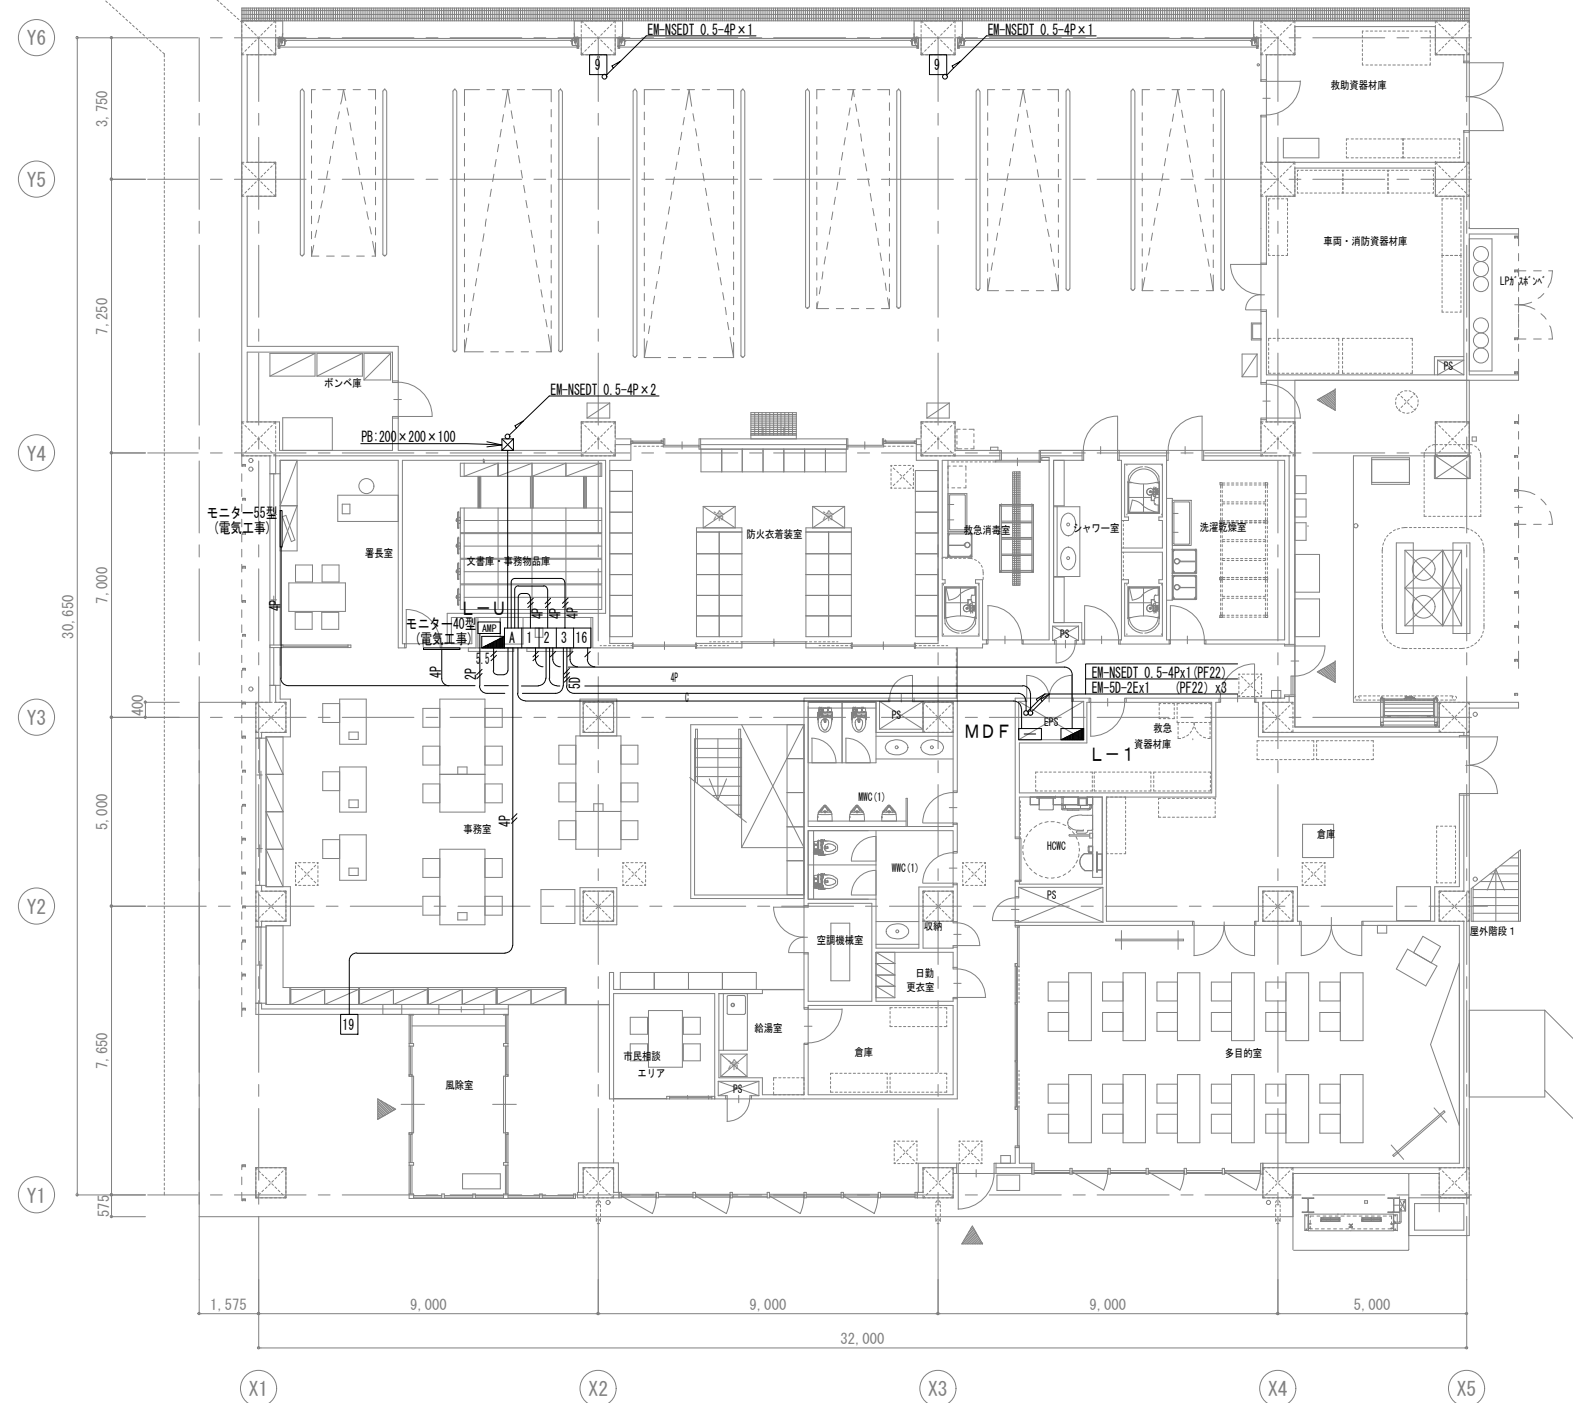 Y6
EM-NSEDT 0.5-4P×1
EM-NSEDT 0.5-4P×1
9
9
救助資器材庫
3,750
Y5
車両・消防資器材庫
LPガスボンベ
7,250
PS
ボンベ庫
EM-NSEDT 0.5-4P×2
PB:200×200×100
Y4
モニター55型
(電気工事)
署長室
文書庫・事務物品庫
防火衣着装室
救急消毒室
シャワー室
洗濯乾燥室
7,000
30,650
4P
L-U
4P
4P
4P
モニター40型
(電気工事)
AMP
A
1
2
3
16
PS
5.5
4P
2P
5D
4P
C
EM-NSEDT 0.5-4Px1(PF22)
EM-5D-2Ex1 (PF22) x3
400
Y3
PS
MDF
EPS
救急
資器材庫
L-1
5,000
MWC(1)
4P
事務室
倉庫
HCWC
WWC(1)
Y2
PS
収納
屋外階段1
空調機械室
日勤
更衣室
19
給湯室
市民相談
エリア
倉庫
多目的室
7,650
風除室
PS
Y1
575
1,575
9,000
9,000
9,000
5,000
32,000
X1
X2
X3
X4
X5